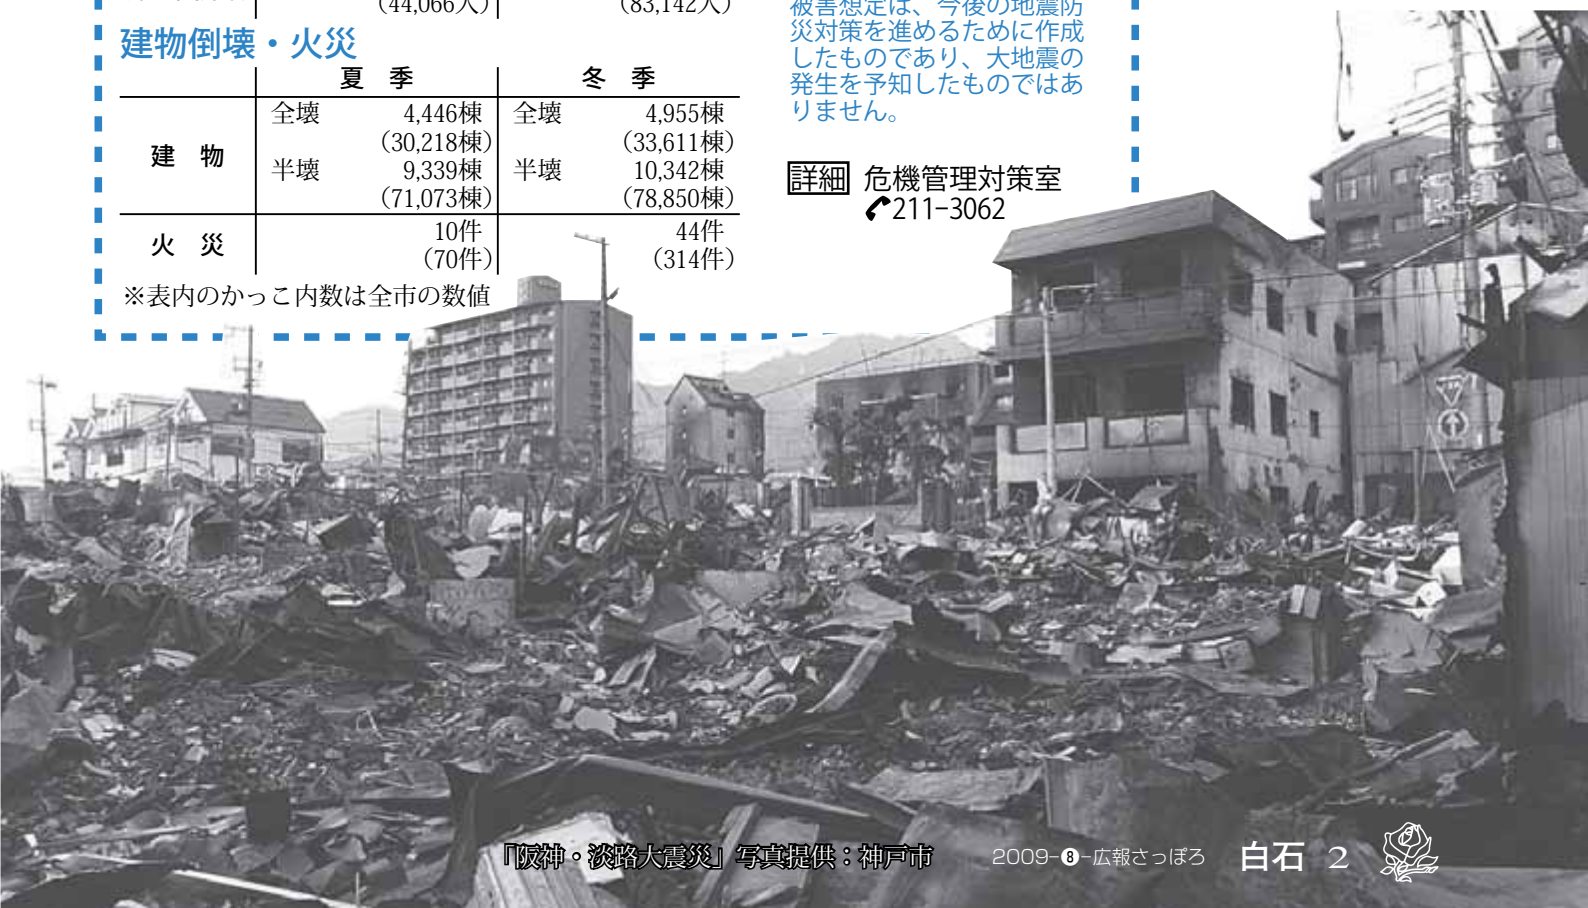 (44,066人)
(83,142人)
建物倒壊・火災
夏 季
冬 季
建 物
全壊 4,446棟 全壊 4,955棟
(30,218棟) (33,611棟)
半壊 9,339棟 半壊 10,342棟
(71,073棟) (78,850棟)
火 災
10件 44件
(70件) (314件)
※表内のかっこ内数は全市の数値
被害想定は、今後の地震防
災対策を進めるために作成
したものであり、大地震の
発生を予知したものではあ
りません。
詳細 危機管理対策室
211-3062
「阪神・淡路大震災」写真提供:神戸市
2009-❽-広報さっぽろ 白石 2